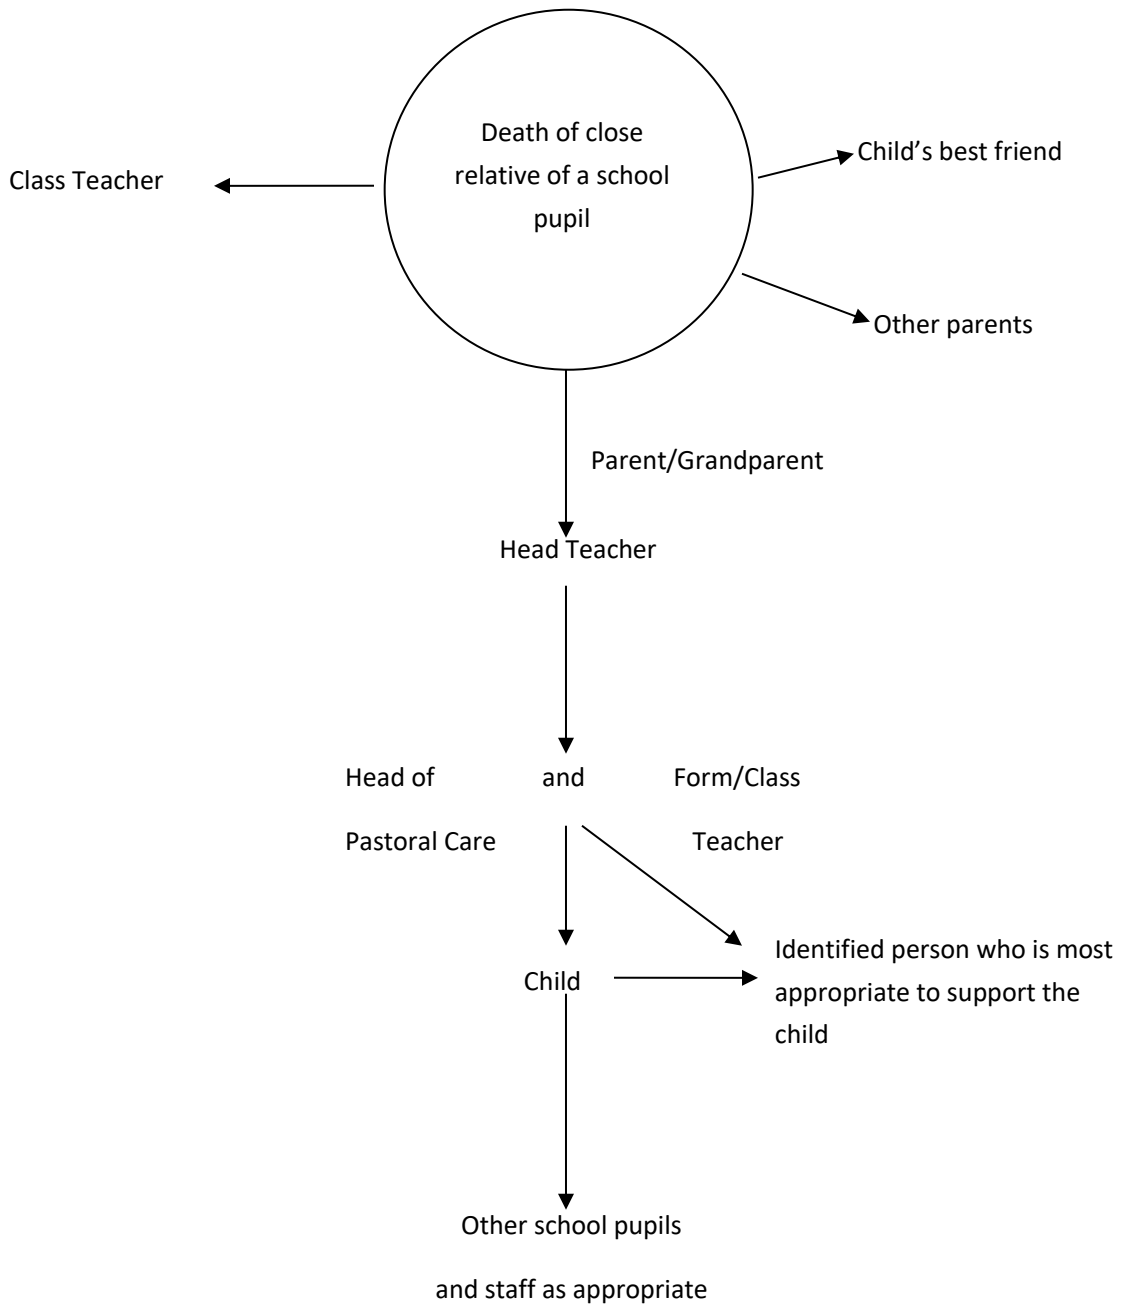 Death of close
relative of a school
pupil
Class Teacher
Child’s best friend
Other parents
Parent/Grandparent
Head Teacher
Head of and Form/Class
Pastoral Care Teacher
Identified person who is most
appropriate to support the
child
Child
Other school pupils
and staff as appropriate